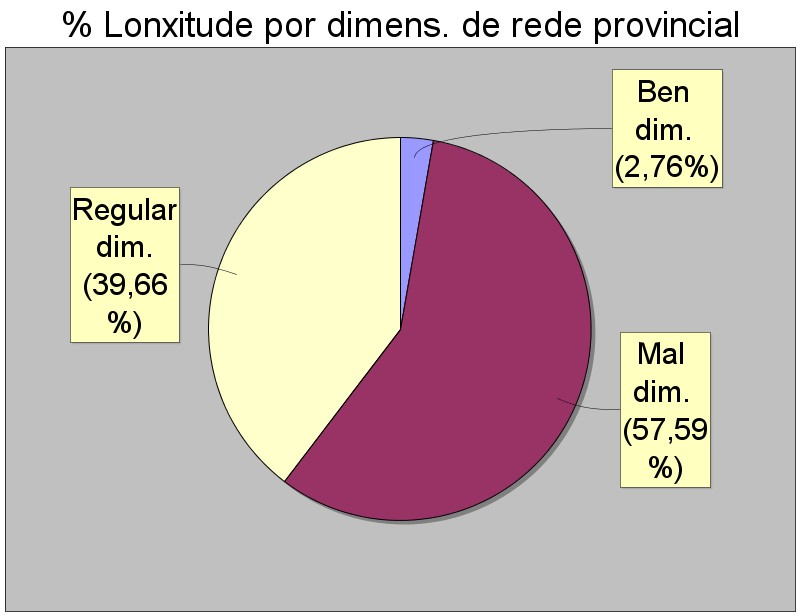 % Lonxitude por dimens. de rede provincial
Ben
dim.
(2,76%)
Regular
dim.
(39,66
%)
Mal
dim.
(57,59
%)